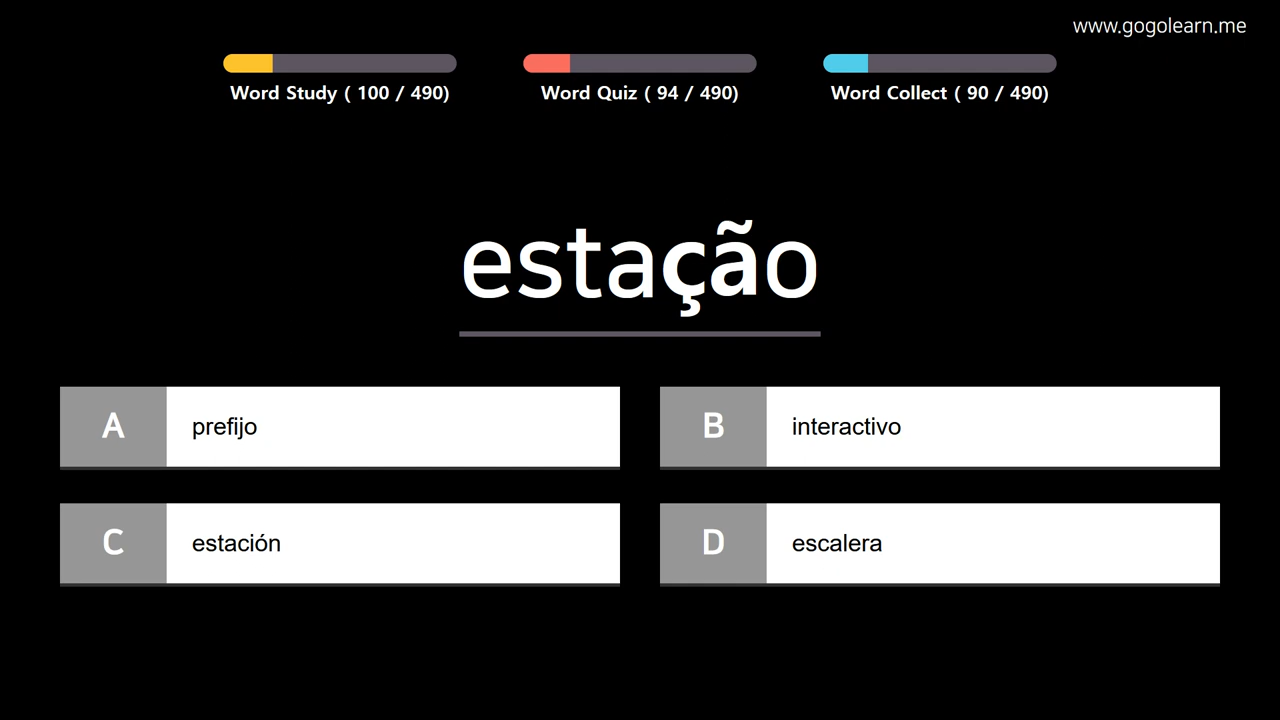 www.gogolearn.me
Word Study ( 100 / 490)
Word Quiz ( 94 / 490)
Word Collect ( 90 / 490)
estação
A
prefijo
B
interactivo
C
estación
D
escalera